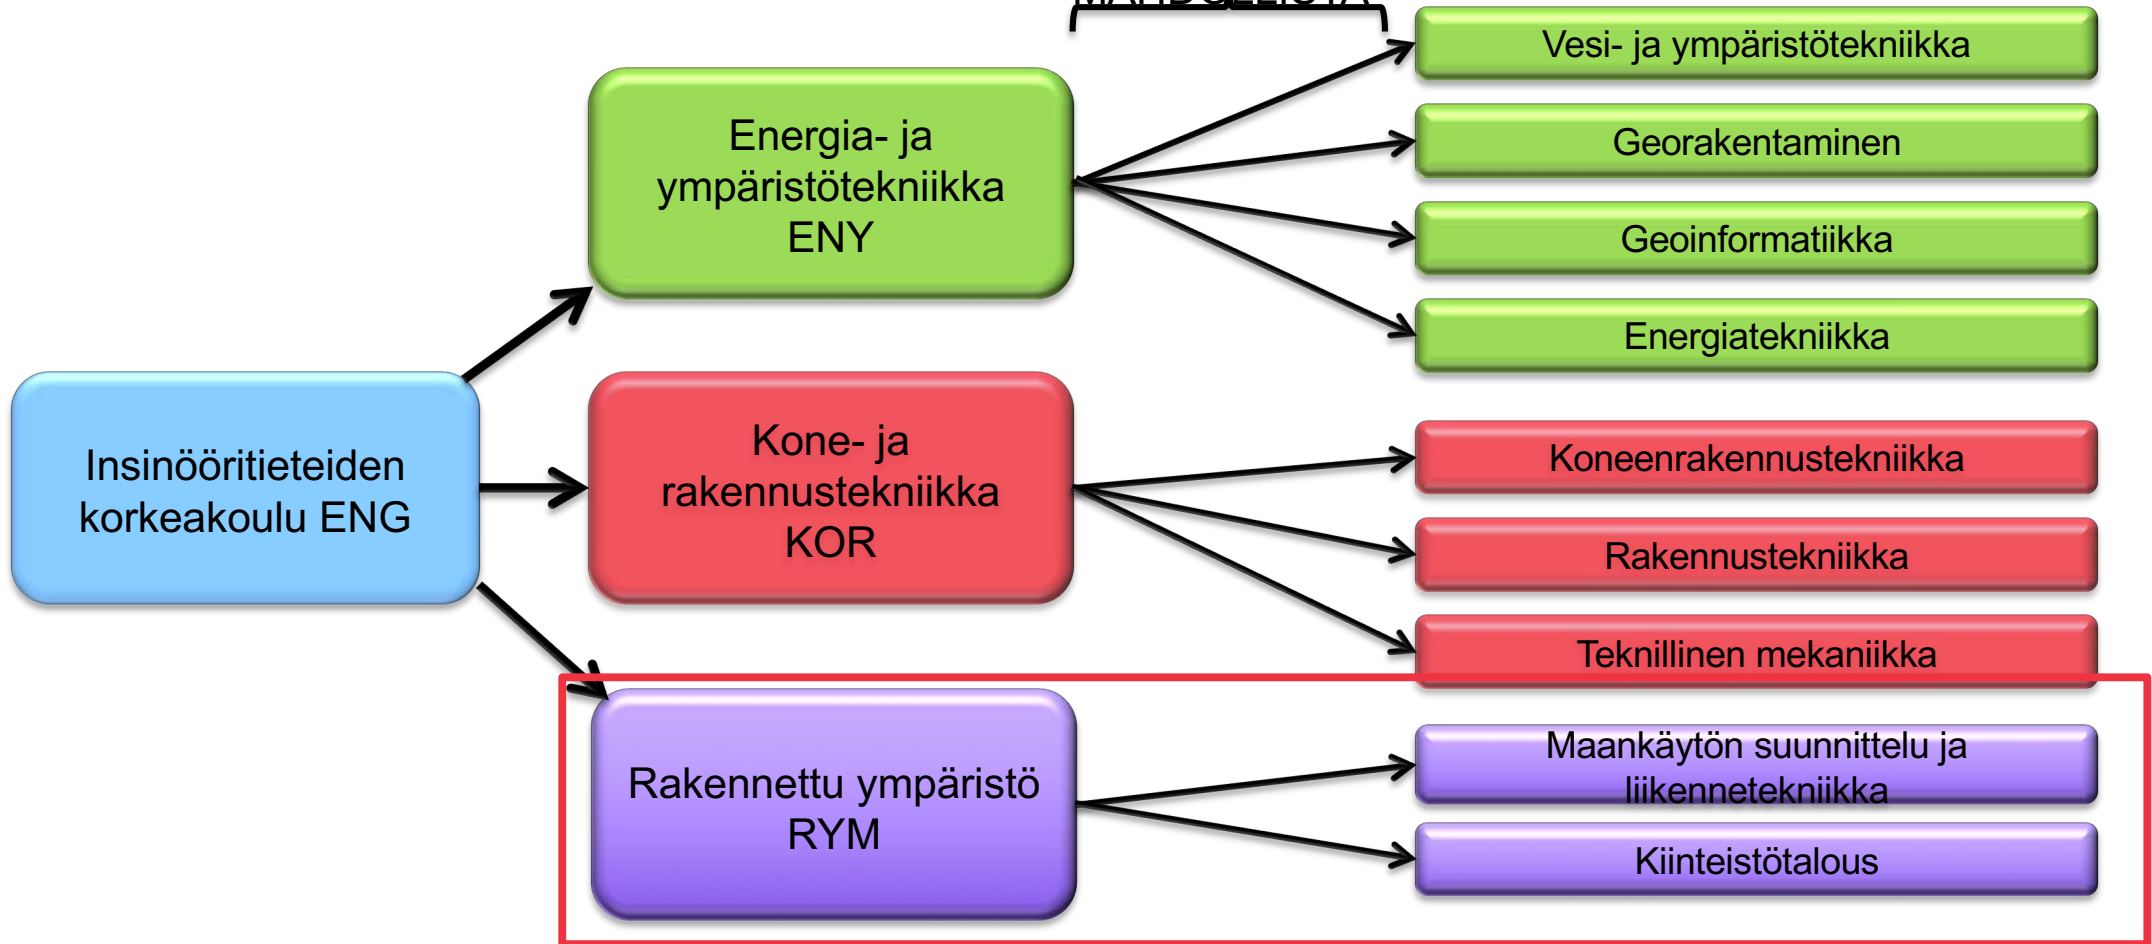 Vesi- ja ympäristötekniikka
Energia- ja
ympäristötekniikka
ENY
Georakentaminen
Geoinformatiikka
Energiatekniikka
Insinööritieteiden
korkeakoulu ENG
Kone- ja
rakennustekniikka
KOR
Koneenrakennustekniikka
Rakennustekniikka
Teknillinen mekaniikka
Rakennettu ympäristö
RYM
Maankäytön suunnittelu ja
liikennetekniikka
Kiinteistötalous